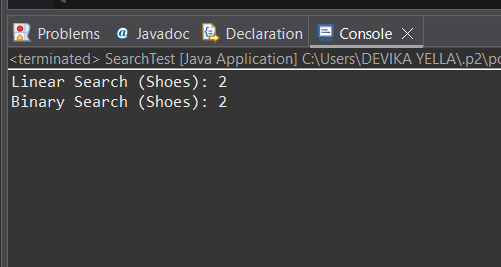 Problems @ Javadoc Declaration Console
<terminated> SearchTest [Java Application] C:\Users\DEVIKA YELLA\.p2\po
Linear Search (Shoes): 2
Binary Search (Shoes): 2